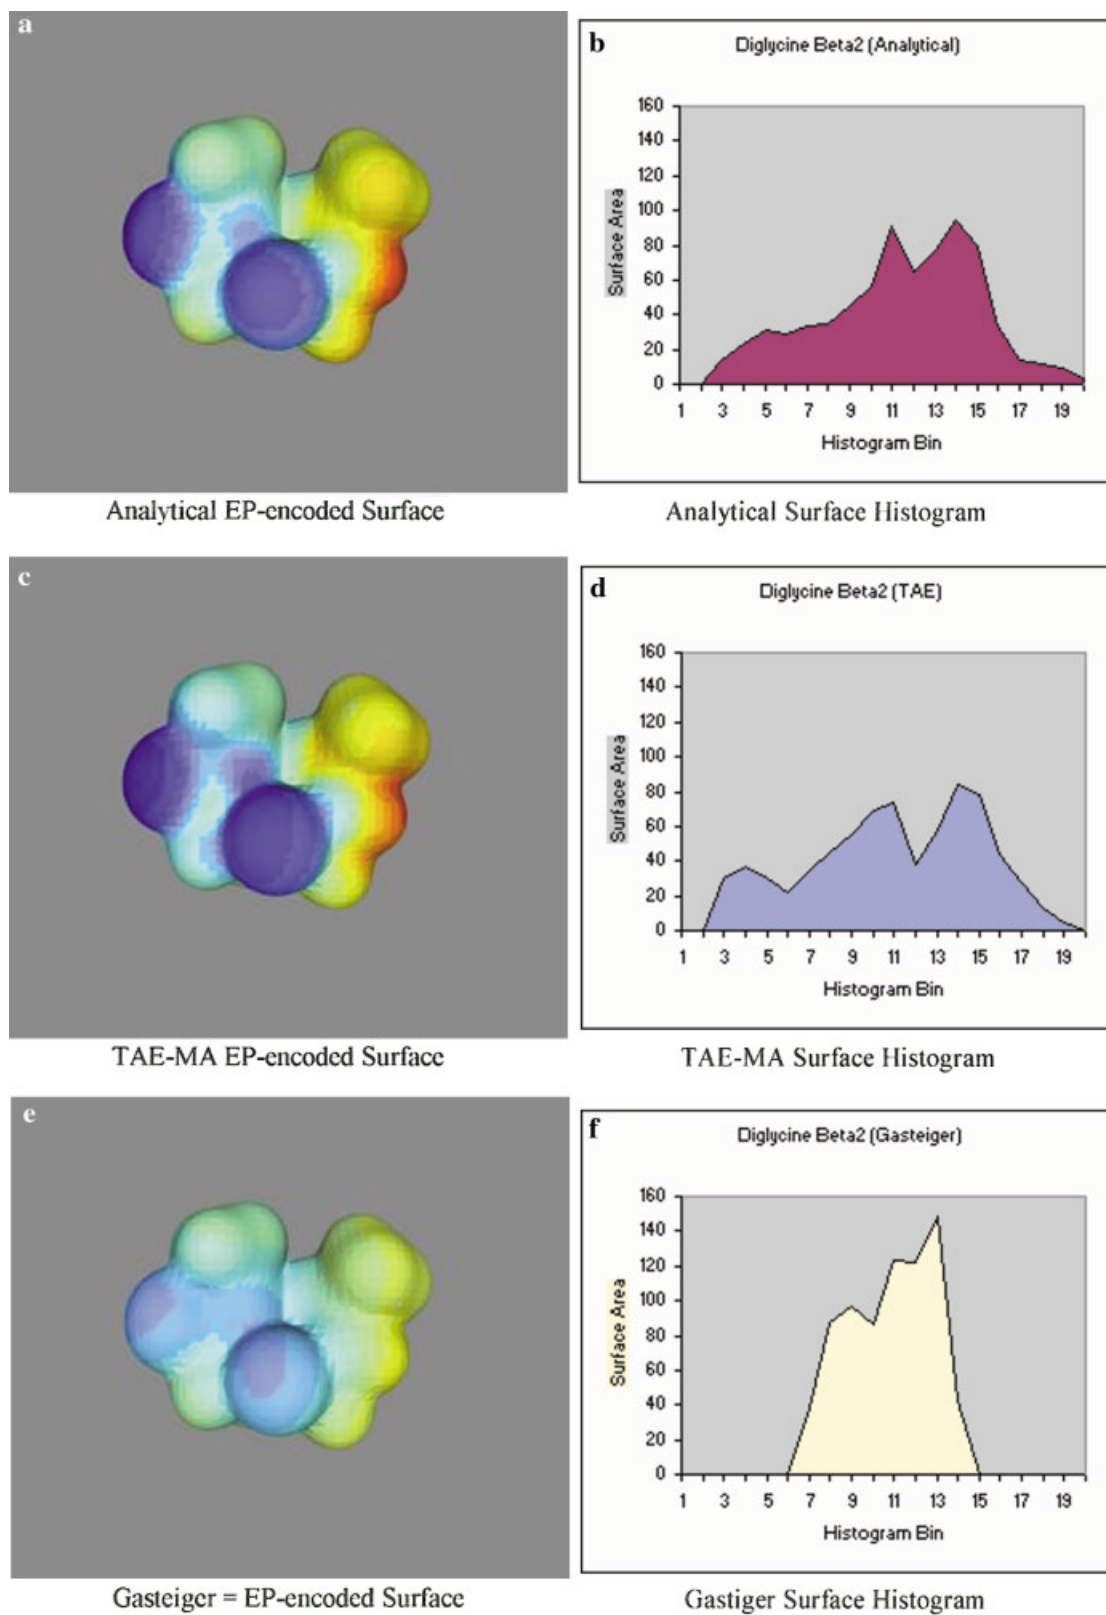 a
b
Diglycine Beta2 (Analytical)
160
140
120
100
80
60
40
20
0
Surface Area
1 3 5 7 9 11 13 15 17 19
Histogram Bin
Analytical EP-encoded Surface
Analytical Surface Histogram
c
d
Diglycine Beta2 (TAE)
160
140
120
100
80
60
40
20
0
Surface Area
1 3 5 7 9 11 13 15 17 19
Histogram Bin
TAE-MA EP-encoded Surface
TAE-MA Surface Histogram
e
f
Diglycine Beta2 (Gasteiger)
160
140
120
100
80
60
40
20
0
Surface Area
1 3 5 7 9 11 13 15 17 19
Histogram Bin
Gasteiger = EP-encoded Surface
Gastiger Surface Histogram